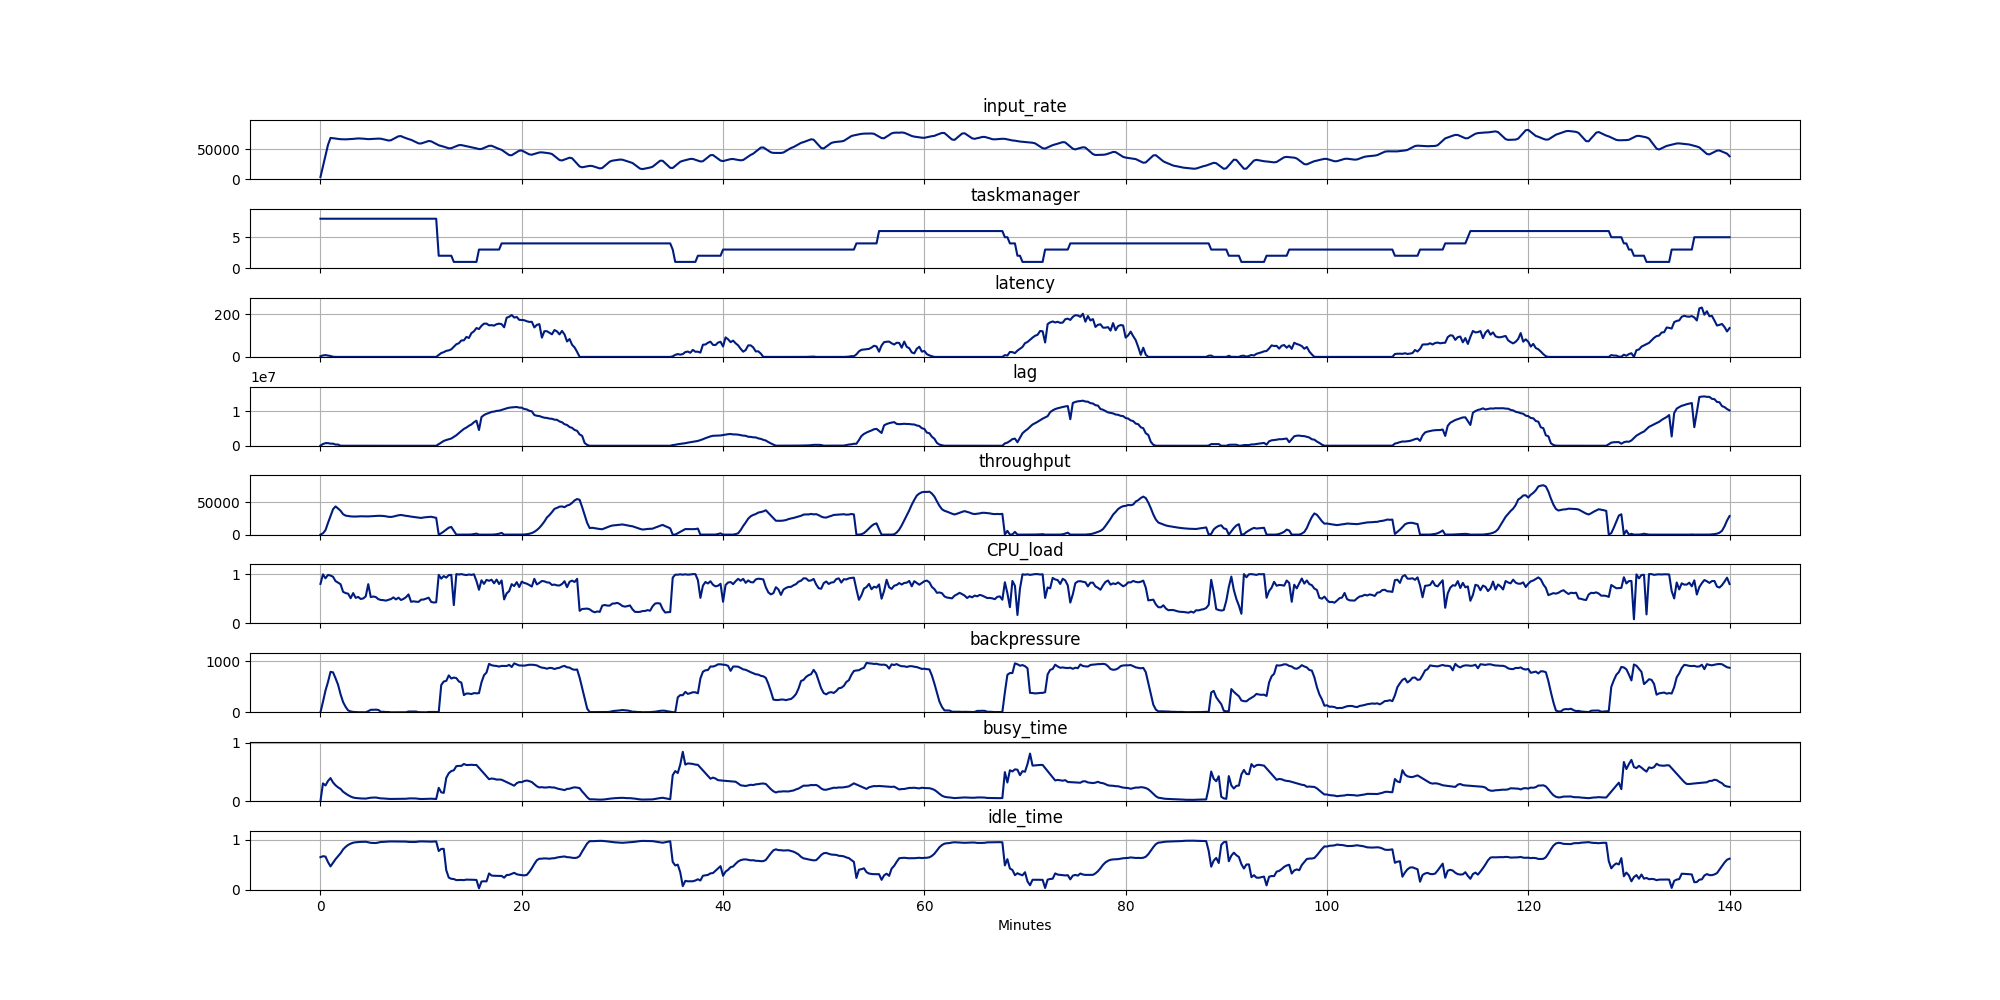 input_rate
50000
0
taskmanager
5
0
latency
200
0
1e7
lag
1
0
throughput
50000
0
CPU_load
1
0
backpressure
1000
0
busy_time
1
0
idle_time
1
0
0 20 40 60 80 100 120 140
Minutes